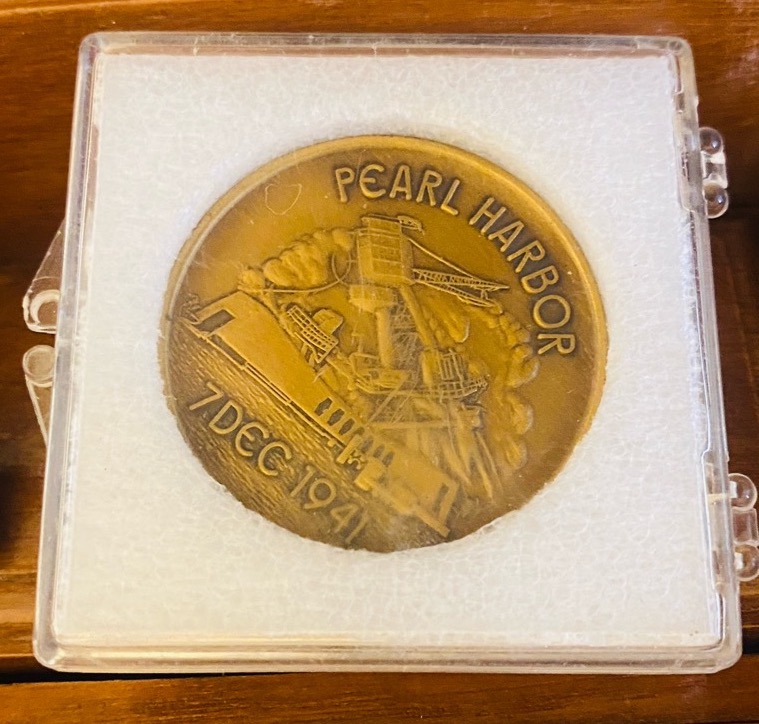 PEARL HARBOR
7 DEC 1941